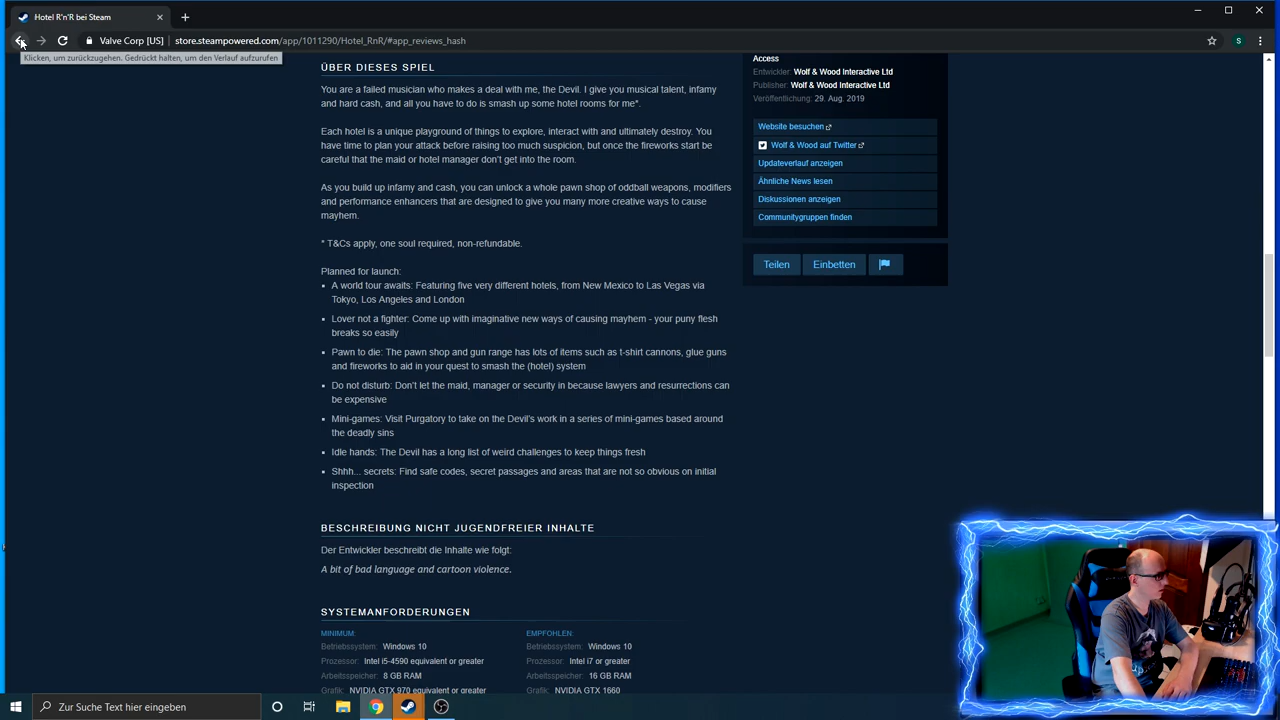 Hotel R'n'R bei Steam
Valve Corp [US] | store.steampowered.com/app/1011290/Hotel_RnR/#app_reviews_hash
S
Klicken, um zurückzugehen. Gedrückt halten, um den Verlauf aufzurufen
ÜBER DIESES SPIEL
You are a failed musician who makes a deal with me, the Devil. I give you musical talent, infamy
and hard cash, and all you have to do is smash up some hotel rooms for me*.
Each hotel is a unique playground of things to explore, interact with and ultimately destroy. You
have time to plan your attack before raising too much suspicion, but once the fireworks start be
careful that the maid or hotel manager don't get into the room.
As you build up infamy and cash, you can unlock a whole pawn shop of oddball weapons, modifiers
and performance enhancers that are designed to give you many more creative ways to cause
mayhem.
* T&Cs apply, one soul required, non-refundable.
Planned for launch:
• A world tour awaits: Featuring five very different hotels, from New Mexico to Las Vegas via
Tokyo, Los Angeles and London
• Lover not a fighter: Come up with imaginative new ways of causing mayhem - your puny flesh
breaks so easily
• Pawn to die: The pawn shop and gun range has lots of items such as t-shirt cannons, glue guns
and fireworks to aid in your quest to smash the (hotel) system
• Do not disturb: Don't let the maid, manager or security in because lawyers and resurrections can
be expensive
• Mini-games: Visit Purgatory to take on the Devil's work in a series of mini-games based around
the deadly sins
• Idle hands: The Devil has a long list of weird challenges to keep things fresh
• Shhh... secrets: Find safe codes, secret passages and areas that are not so obvious on initial
inspection
BESCHREIBUNG NICHT JUGENDFREIER INHALTE
Der Entwickler beschreibt die Inhalte wie folgt:
A bit of bad language and cartoon violence.
SYSTEMANFORDERUNGEN
MINIMUM:
Betriebssystem: Windows 10
Prozessor: Intel i5-4590 equivalent or greater
Arbeitsspeicher: 8 GB RAM
Grafik: NVIDIA GTX 970 equivalent or greater
EMPFOHLEN:
Betriebssystem: Windows 10
Prozessor: Intel i7 or greater
Arbeitsspeicher: 16 GB RAM
Grafik: NVIDIA GTX 1660
Access
Entwickler: Wolf & Wood Interactive Ltd
Publisher: Wolf & Wood Interactive Ltd
Veröffentlichung: 29. Aug. 2019
Website besuchen
Wolf & Wood auf Twitter
Updateverlauf anzeigen
Ähnliche News lesen
Diskussionen anzeigen
Communitygruppen finden
Teilen
Einbetten
Zur Suche Text hier eingeben